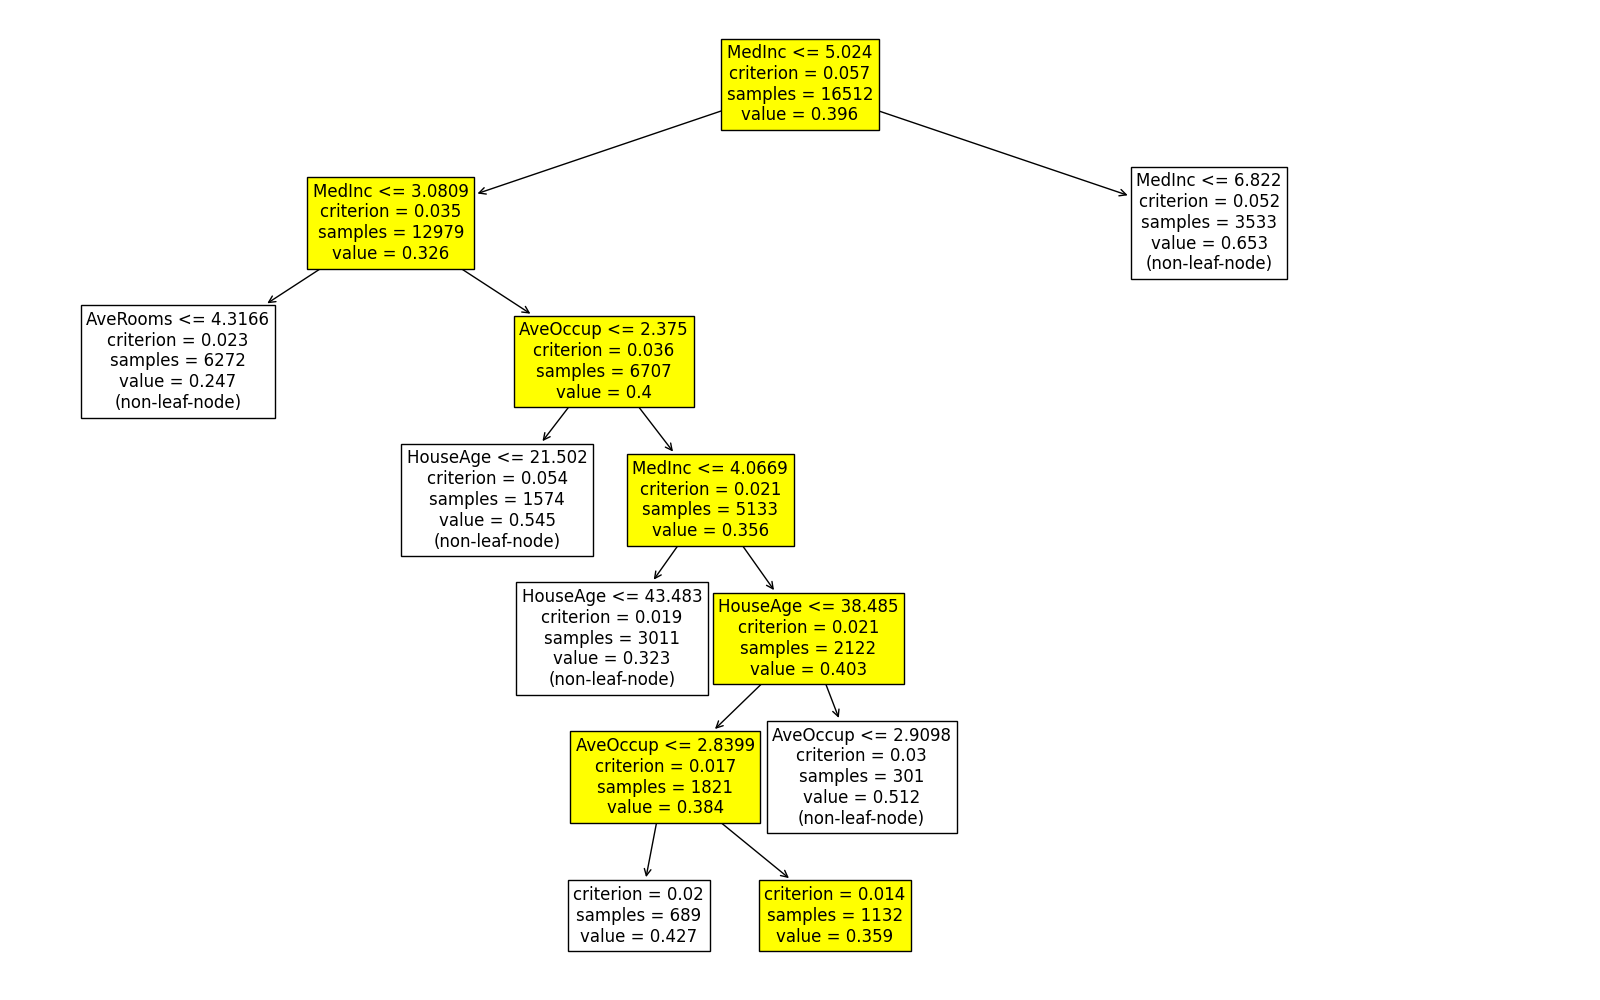 MedInc <= 5.024
criterion = 0.057
samples = 16512
value = 0.396
MedInc <= 3.0809
criterion = 0.035
samples = 12979
value = 0.326
MedInc <= 6.822
criterion = 0.052
samples = 3533
value = 0.653
(non-leaf-node)
AveRooms <= 4.3166
criterion = 0.023
samples = 6272
value = 0.247
(non-leaf-node)
AveOccup <= 2.375
criterion = 0.036
samples = 6707
value = 0.4
HouseAge <= 21.502
criterion = 0.054
samples = 1574
value = 0.545
(non-leaf-node)
MedInc <= 4.0669
criterion = 0.021
samples = 5133
value = 0.356
HouseAge <= 43.483
criterion = 0.019
samples = 3011
value = 0.323
(non-leaf-node)
HouseAge <= 38.485
criterion = 0.021
samples = 2122
value = 0.403
AveOccup <= 2.8399
criterion = 0.017
samples = 1821
value = 0.384
AveOccup <= 2.9098
criterion = 0.03
samples = 301
value = 0.512
(non-leaf-node)
criterion = 0.02
samples = 689
value = 0.427
criterion = 0.014
samples = 1132
value = 0.359